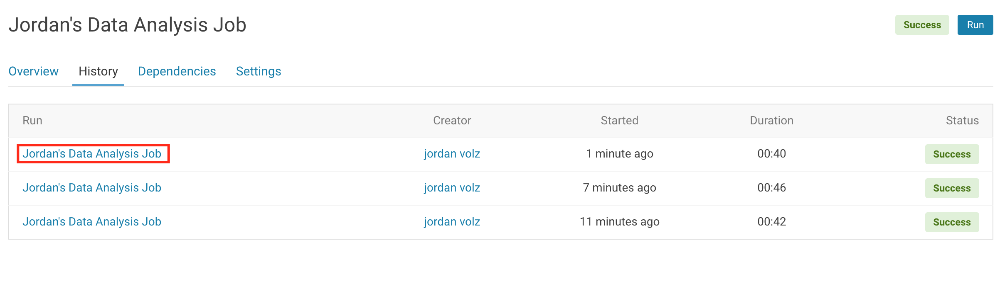 Jordan's Data Analysis Job Success Run
Overview History Dependencies Settings
Run Creator Started Duration Status
Jordan's Data Analysis Job jordan volz 1 minute ago 00:40 Success
Jordan's Data Analysis Job jordan volz 7 minutes ago 00:46 Success
Jordan's Data Analysis Job jordan volz 11 minutes ago 00:42 Success